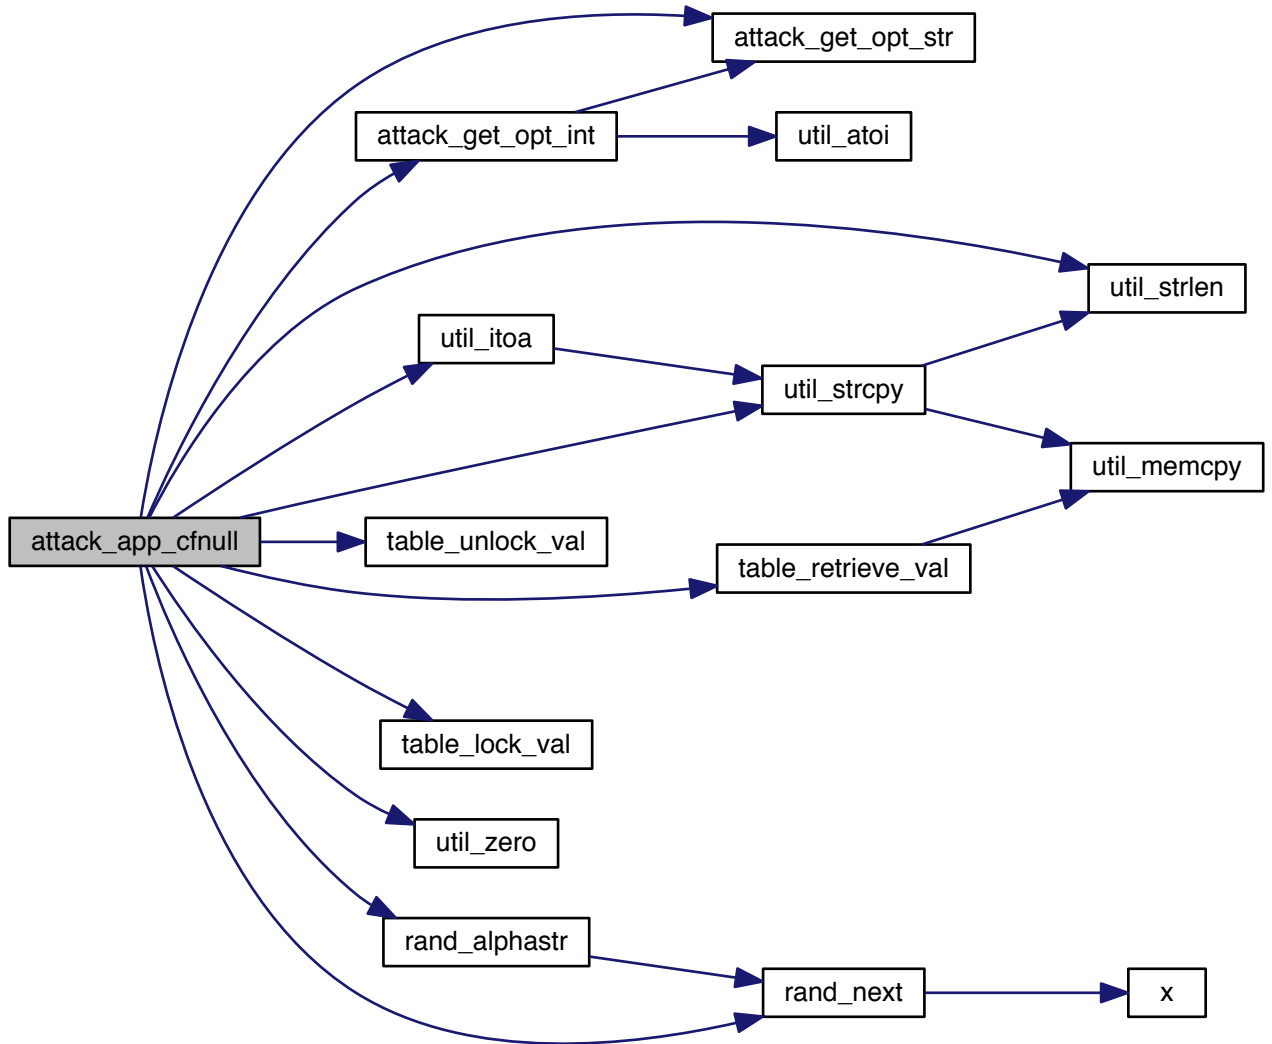 attack_get_opt_str
attack_get_opt_int
util_atoi
util_strlen
util_itoa
util_strcpy
util_memcpy
attack_app_cfnull
table_unlock_val
table_retrieve_val
table_lock_val
util_zero
rand_alphastr
rand_next
x